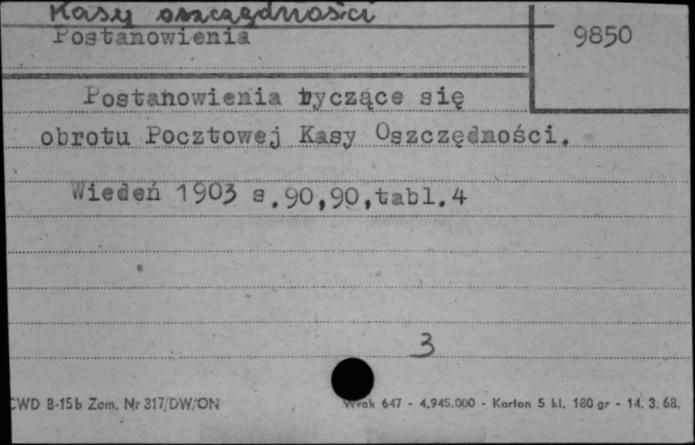 Kasy oszczędności
Postanowienia
9850
Postanowienia tyczące się
obrotu Pocztowej Kasy Oszczędności.
Wiedeń 1903 s.90,90,tabl.4
3
CWD B-15b Zam. Nr 317/DW/ON
Wrak 647 - 4.945.000 - Karton 5 kl. 180 gr - 14. 3. 68.